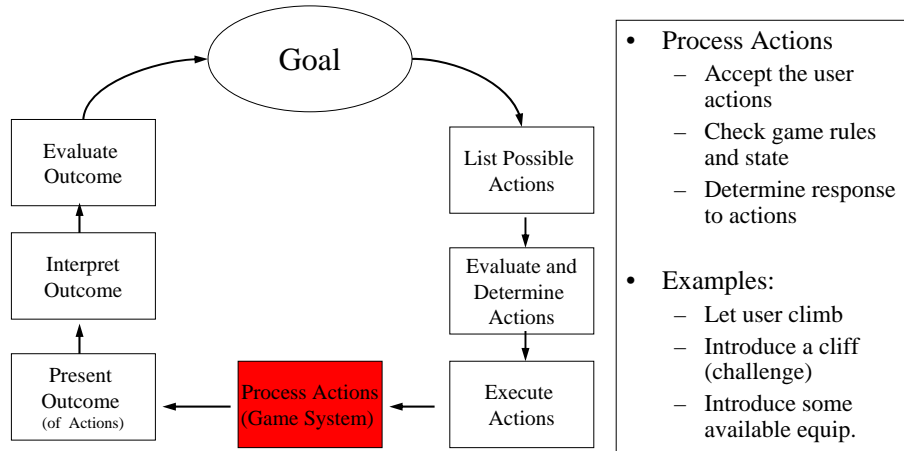 Goal
List Possible
Actions
Evaluate and
Determine
Actions
Execute
Actions
Process Actions
(Game System)
Present
Outcome
(of Actions)
Interpret
Outcome
Evaluate
Outcome
• Process Actions
– Accept the user
actions
– Check game rules
and state
– Determine response
to actions
• Examples:
– Let user climb
– Introduce a cliff
(challenge)
– Introduce some
available equip.